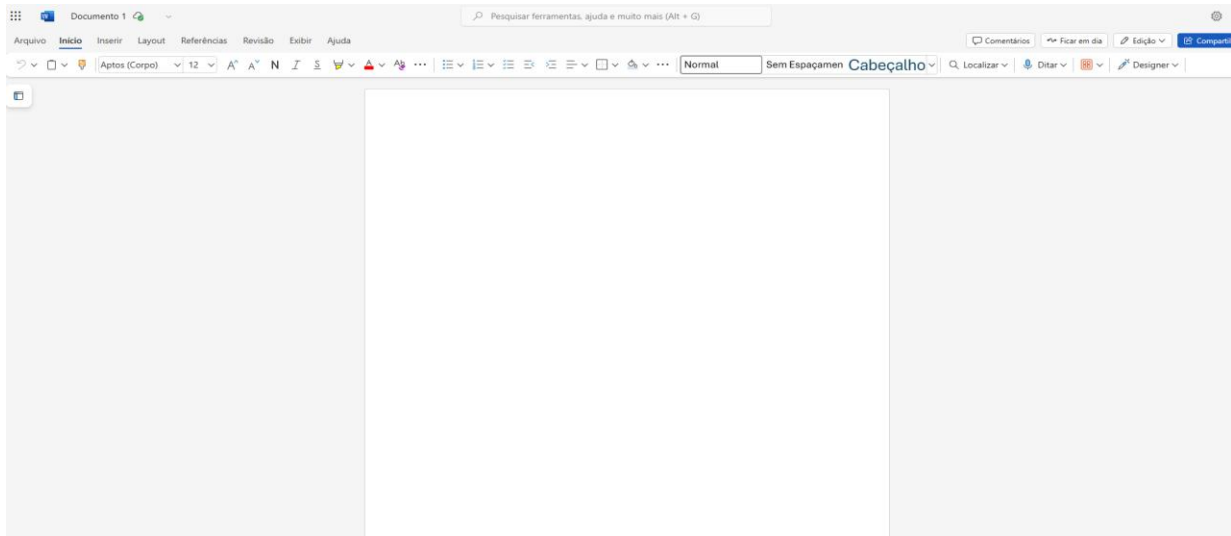 Documento 1
Pesquisar ferramentas, ajuda e muito mais (Alt + G)
Arquivo Início Inserir Layout Referências Revisão Exibir Ajuda Comentários Ficar em dia Edição Compartil
Aptos (Corpo) 12 A A N I S A A Normal Sem Espaçamen Cabeçalho Localizar Ditar Designer